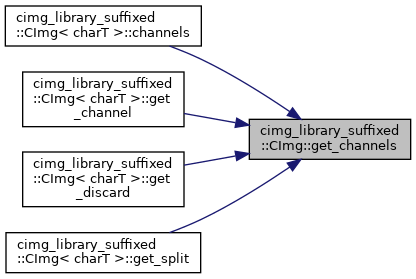 cimg_library_suffixed
::CImg< charT >::channels
cimg_library_suffixed
::CImg< charT >::get
_channel
cimg_library_suffixed
::CImg::get_channels
cimg_library_suffixed
::CImg< charT >::get
_discard
cimg_library_suffixed
::CImg< charT >::get_split